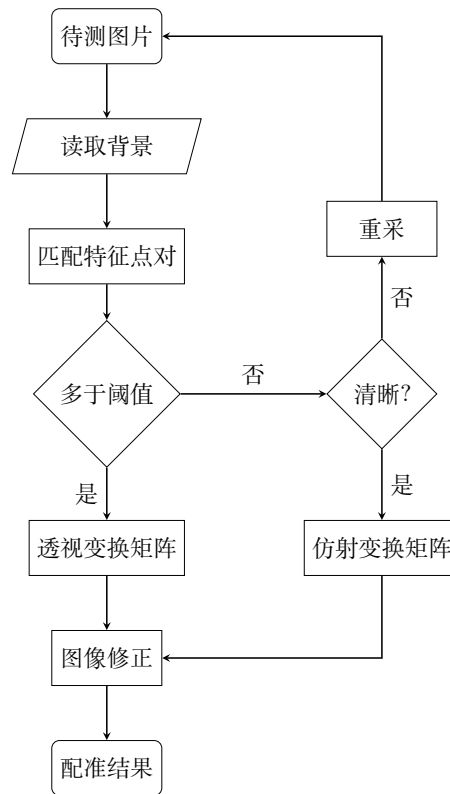 待测图片
读取背景
匹配特征点对
重采
否
多于阈值
否
清晰?
是
是
透视变换矩阵
仿射变换矩阵
图像修正
配准结果